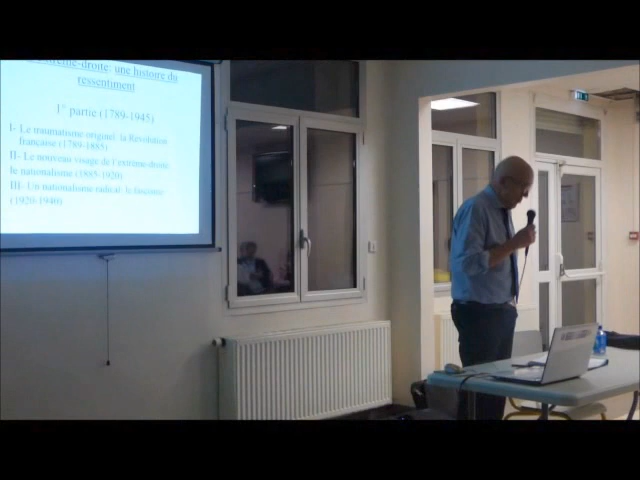 extrême-droite: une histoire du
ressentiment
I° partie (1789-1945)
I- Le traumatisme originel: la Révolution
française (1789-1885)
II- Le nouveau visage de l'extrême-droite:
le nationalisme (1885-1920)
III- Un nationalisme radical: le fascisme
(1920-1940)